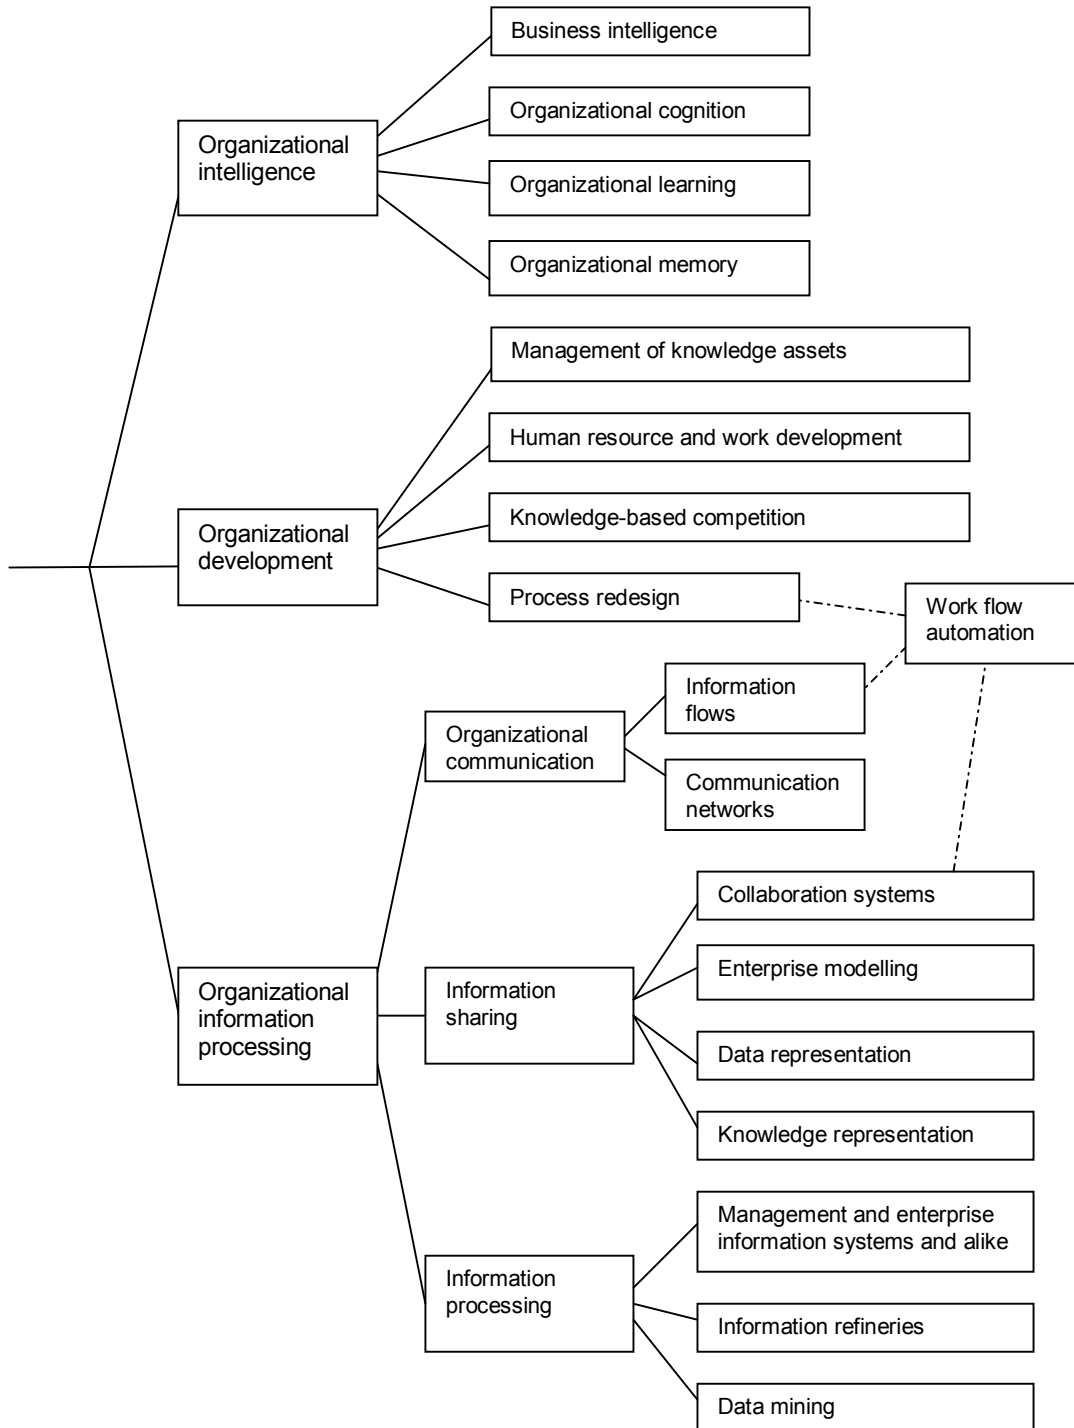 Business intelligence
Organizational cognition
Organizational
intelligence
Organizational learning
Organizational memory
Management of knowledge assets
Human resource and work development
Knowledge-based competition
Organizational
development
Process redesign
Work flow
automation
Information
flows
Organizational
communication
Communication
networks
Collaboration systems
Enterprise modelling
Organizational
information
processing
Information
sharing
Data representation
Knowledge representation
Management and enterprise
information systems and alike
Information
processing
Information refineries
Data mining